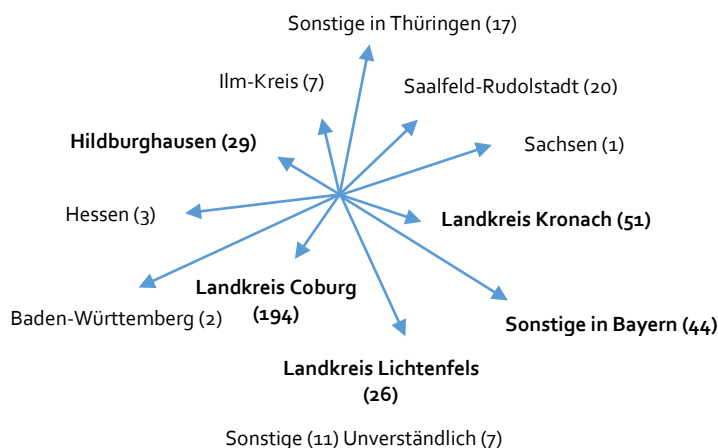 Sonstige in Thüringen (17)
Ilm-Kreis (7)
Saalfeld-Rudolstadt (20)
Hildburghausen (29)
Sachsen (1)
Hessen (3)
Landkreis Kronach (51)
Landkreis Coburg
(194)
Baden-Württemberg (2)
Sonstige in Bayern (44)
Landkreis Lichtenfels
(26)
Sonstige (11) Unverständlich (7)